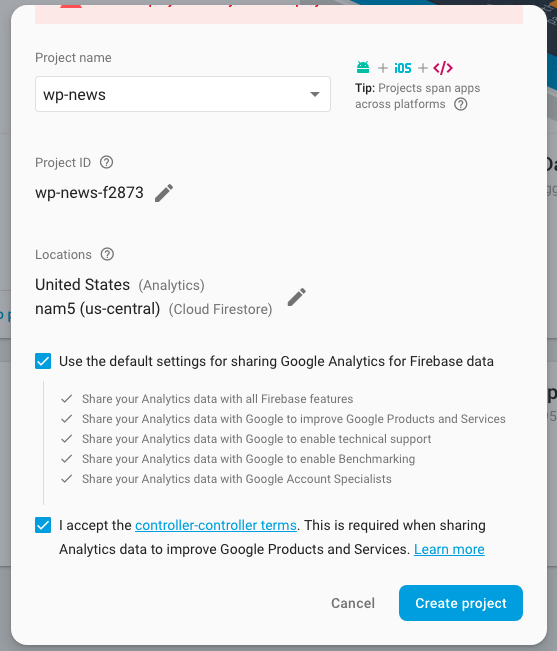 Project name
wp-news
iOS
Tip: Projects span apps
across platforms
Project ID
wp-news-f2873
Locations
United States (Analytics)
nam5 (us-central) (Cloud Firestore)
Use the default settings for sharing Google Analytics for Firebase data
Share your Analytics data with all Firebase features
Share your Analytics data with Google to improve Google Products and Services
Share your Analytics data with Google to enable technical support
Share your Analytics data with Google to enable Benchmarking
Share your Analytics data with Google Account Specialists
I accept the controller-controller terms. This is required when sharing
Analytics data to improve Google Products and Services. Learn more
Cancel
Create project